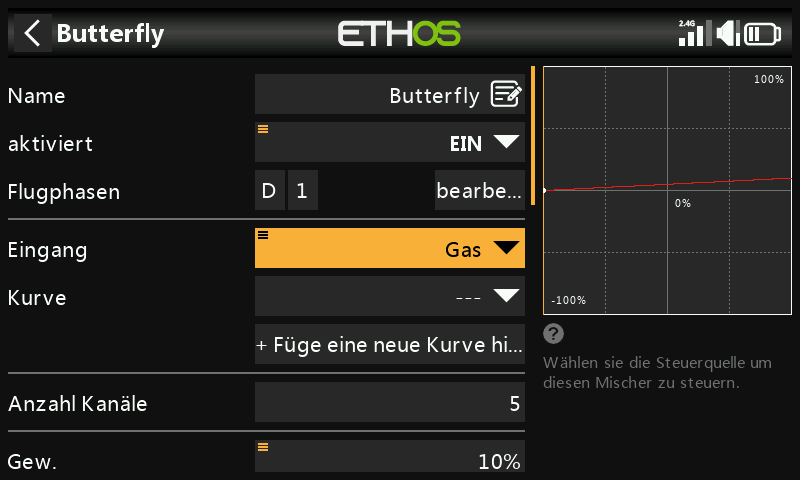 Butterfly
ETHOS
2.4G
Name
Butterfly
aktiviert
EIN
Flugphasen
D 1
bearbe...
Eingang
Gas
Kurve
---
+ Füge eine neue Kurve hi...
Anzahl Kanäle
5
Gew.
10%
100%
0%
-100%
?
Wählen sie die Steuerquelle um
diesen Mischer zu steuern.